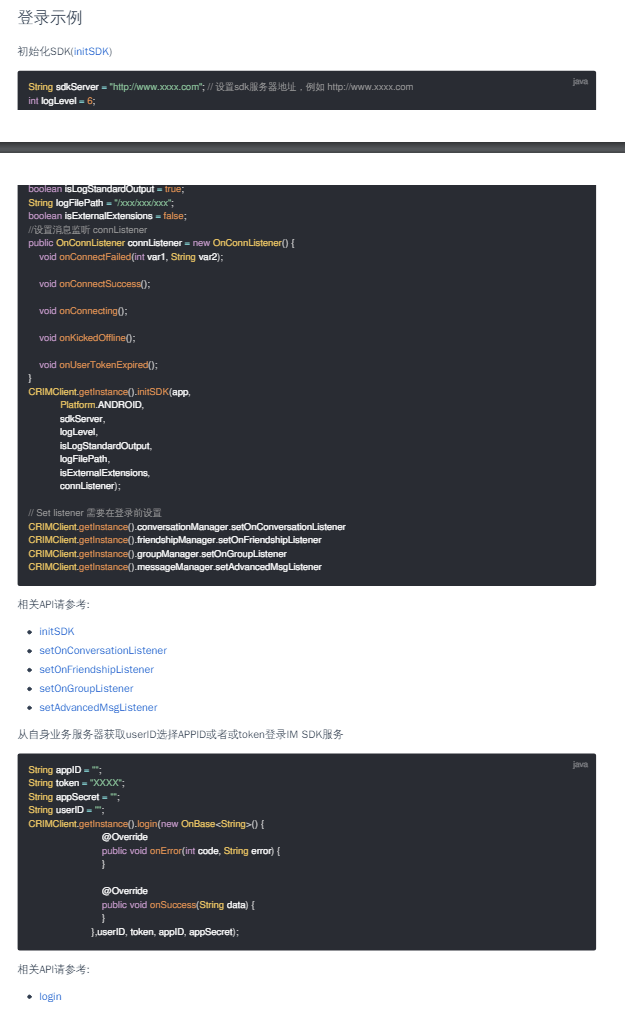 登录示例
初始化SDK(initSDK)
java
String sdkServer = "http://www.xxxx.com"; // 设置sdk服务器地址，例如 http://www.xxxx.com
int logLevel = 6;
boolean isLogStandardOutput = true;
String logFilePath = "/xxx/xxx/xxx";
boolean isExternalExtensions = false;
//设置消息监听 connListener
public OnConnListener connListener = new OnConnListener() {
void onConnectFailed(int var1, String var2);
void onConnectSuccess();
void onConnecting();
void onKickedOffline();
void onUserTokenExpired();
}
CRIMClient.getInstance().initSDK(app,
Platform.ANDROID,
sdkServer,
logLevel,
isLogStandardOutput,
logFilePath,
isExternalExtensions,
connListener);
// Set listener 需要在登录前设置
CRIMClient.getInstance().conversationManager.setOnConversationListener
CRIMClient.getInstance().friendshipManager.setOnFriendshipListener
CRIMClient.getInstance().groupManager.setOnGroupListener
CRIMClient.getInstance().messageManager.setAdvancedMsgListener
相关API请参考:
initSDK
setOnConversationListener
setOnFriendshipListener
setOnGroupListener
setAdvancedMsgListener
从自身业务服务器获取userID选择APPID或者或token登录IM SDK服务
java
String appID = "";
String token = "XXXX";
String appSecret = "";
String userID = "";
CRIMClient.getInstance().login(new OnBase<String>() {
@Override
public void onError(int code, String error) {
}
@Override
public void onSuccess(String data) {
}
},userID, token, appID, appSecret);
相关API请参考:
login